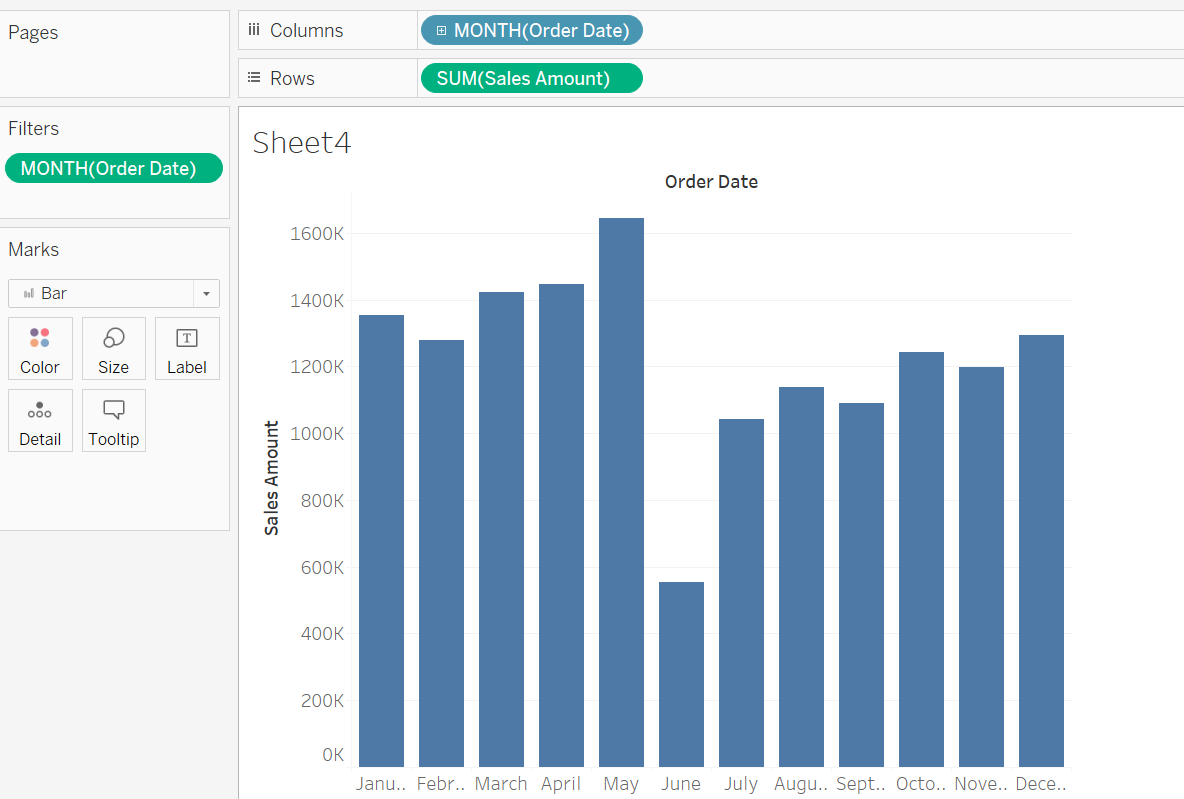 Pages
Columns
MONTH(Order Date)
Rows
SUM(Sales Amount)
Filters
MONTH(Order Date)
Marks
Bar
Color
Size
T
Label
Detail
Tooltip
Sheet4
Order Date
Sales Amount
1600K
1400K
1200K
1000K
800K
600K
400K
200K
0K
Janu.. Febr.. March April May June July Augu.. Sept.. Octo.. Nove.. Dece..